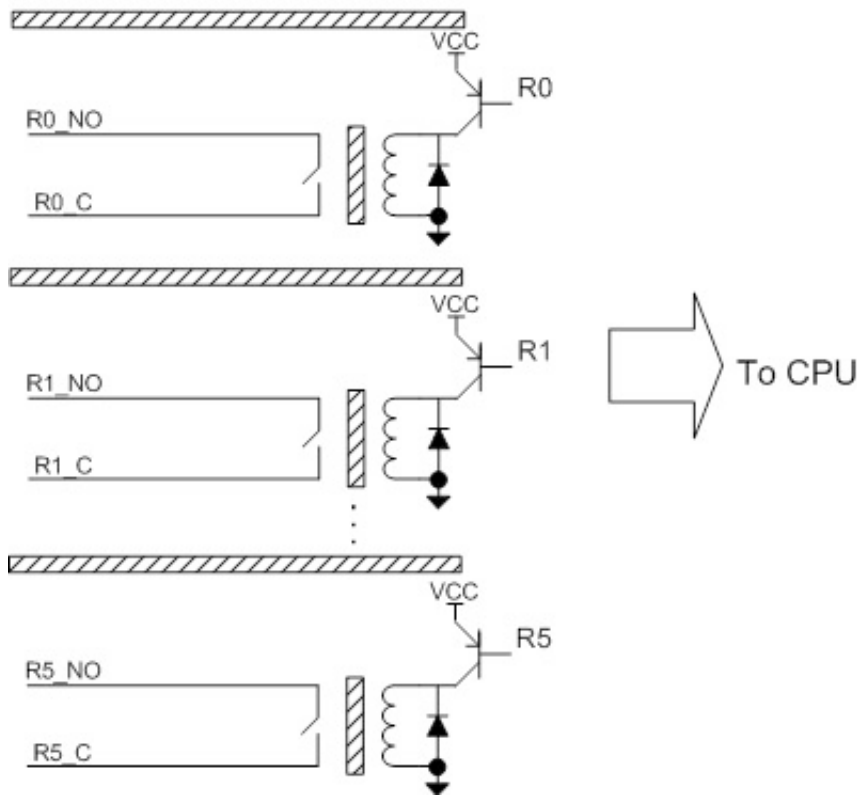 VCC
R0
R0_NO
R0_C
VCC
R1
R1_NO
R1_C
To CPU
VCC
R5
R5_NO
R5_C